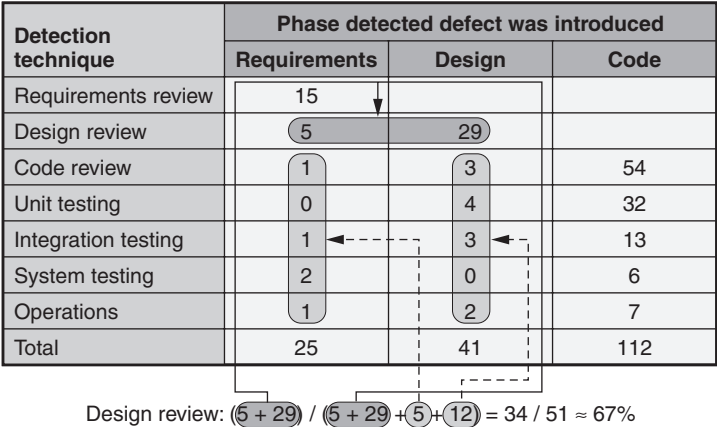 Detection technique Phase detected defect was introduced
Requirements Design Code
Requirements review 15
Design review 5 29
Code review 1 3 54
Unit testing 0 4 32
Integration testing 1 3 13
System testing 2 0 6
Operations 1 2 7
Total 25 41 112
Design review: (5 + 29) / (5 + 29 + 5 + 12) = 34 / 51 ≈ 67%